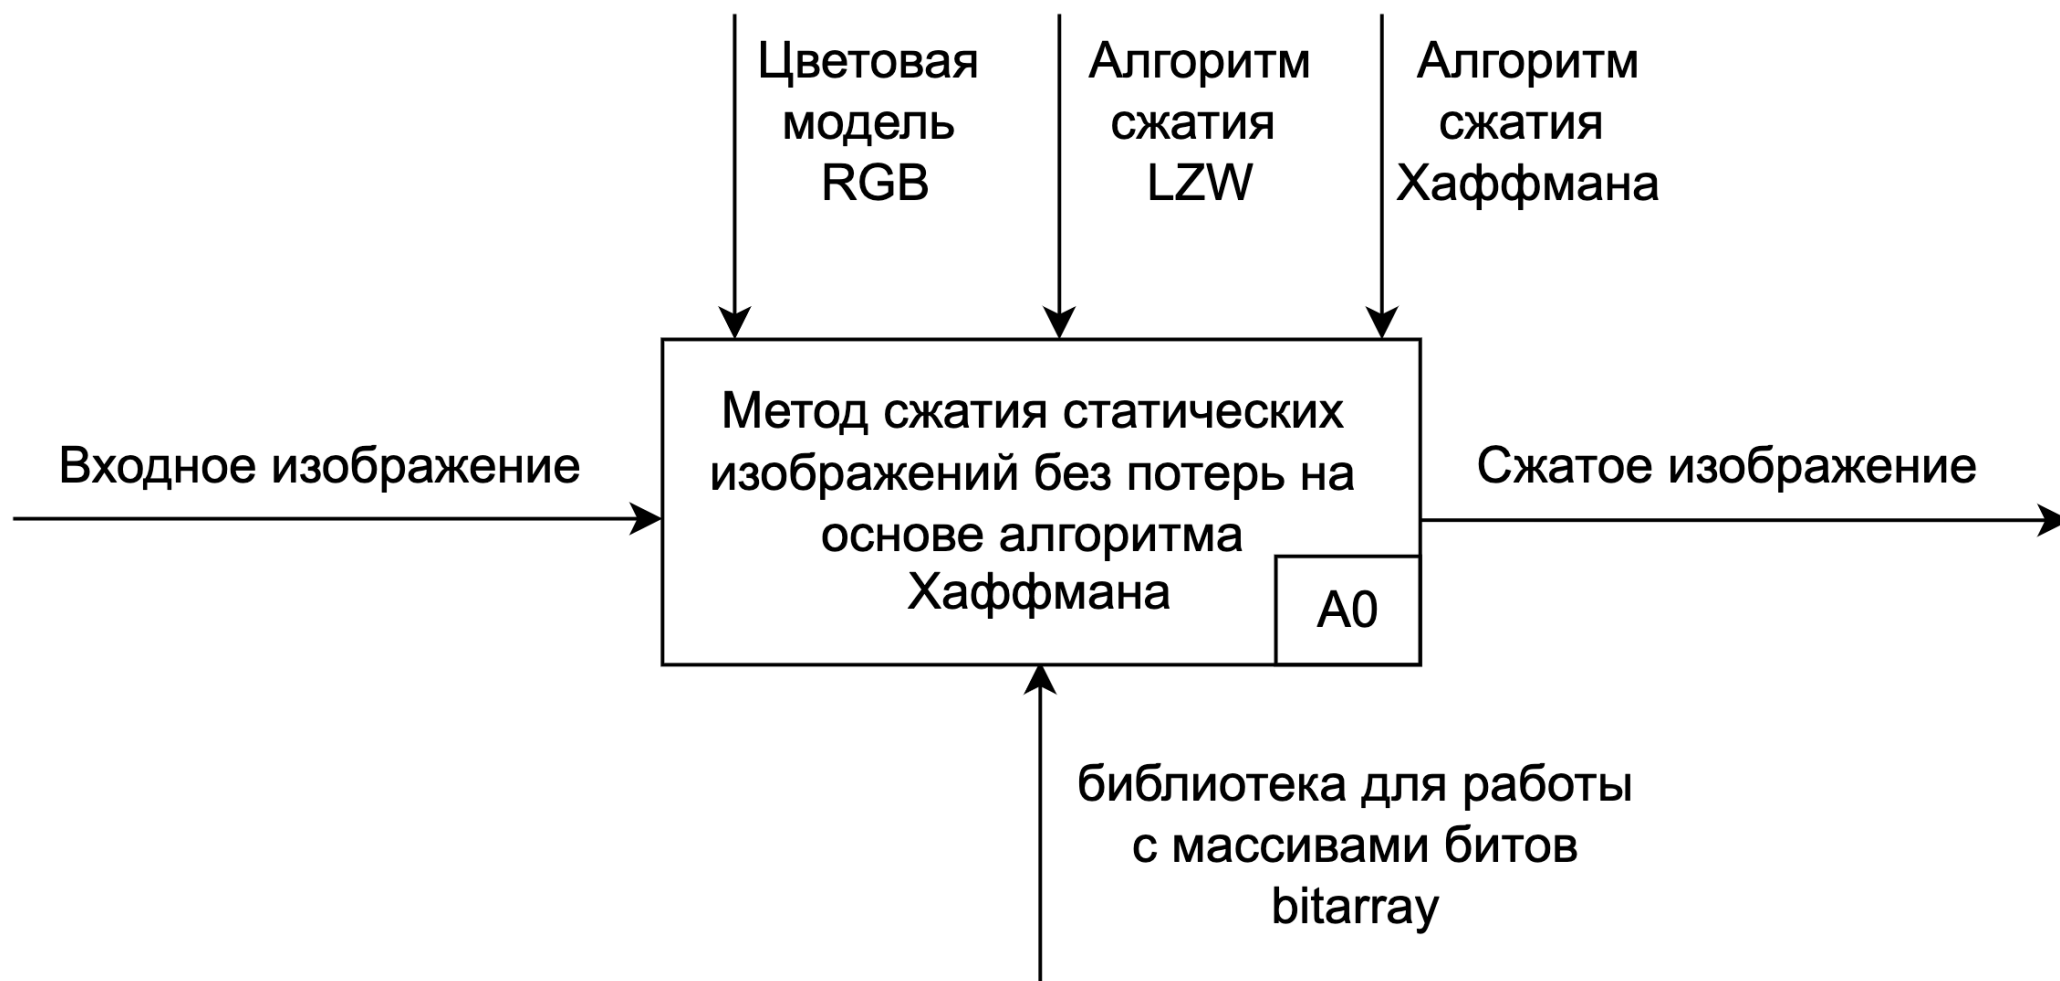 Цветовая
модель
RGB
Алгоритм
сжатия
LZW
Алгоритм
сжатия
Хаффмана
Входное изображение
Метод сжатия статических
изображений без потерь на
основе алгоритма
Хаффмана
A0
Сжатое изображение
библиотека для работы
с массивами битов
bitarray